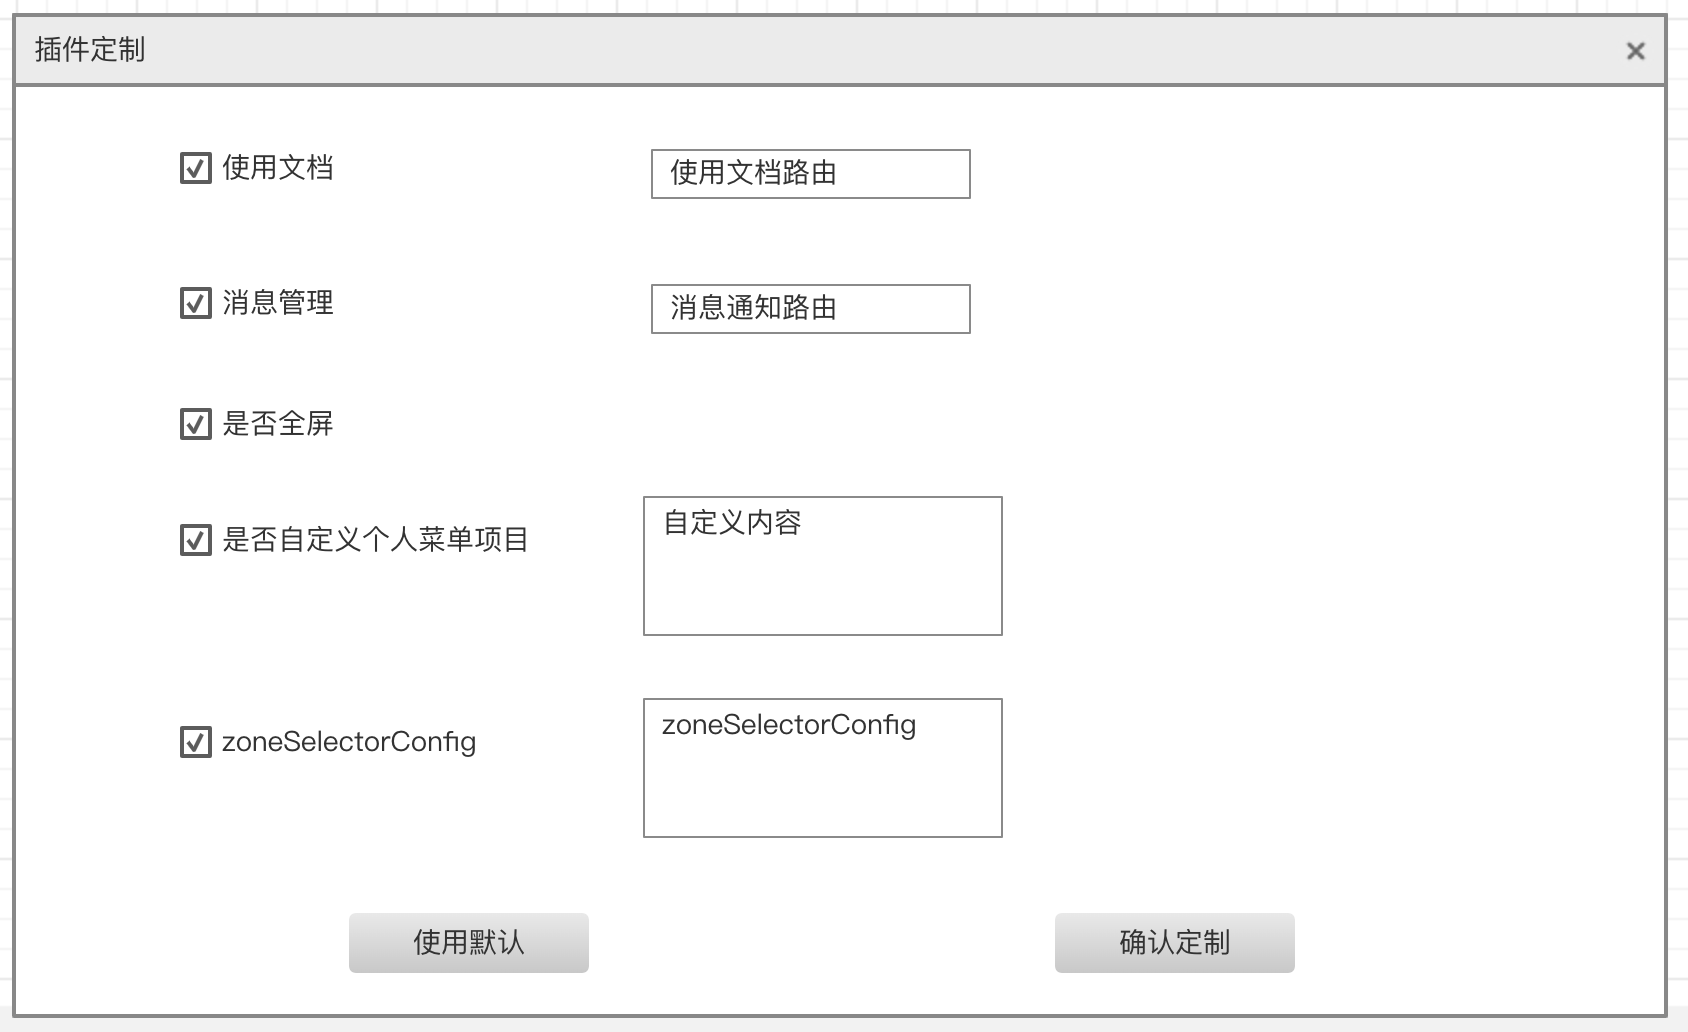 插件定制
使用文档
使用文档路由
消息管理
消息通知路由
是否全屏
是否自定义个人菜单项目
自定义内容
zoneSelectorConfig
zoneSelectorConfig
使用默认
确认定制